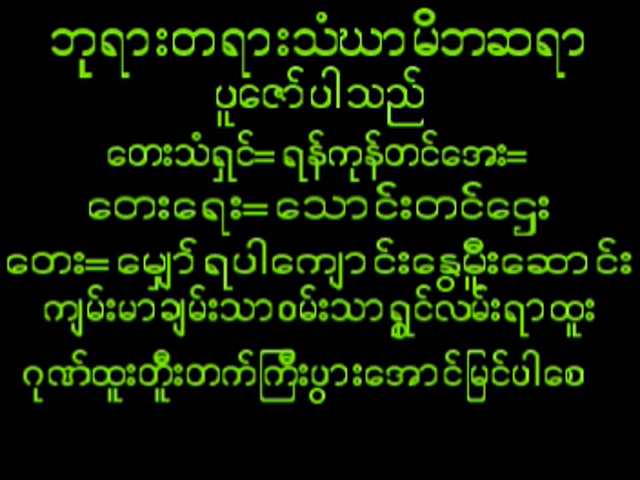 ဘုရားတရားသံဃာမိဘဆရာ
ပူဇော်ပါသည်
တေးသံရှင်= ရန်ကုန်တင်အေး=
တေးရေး= သောင်းတင်ဌေး
တေး= မျှော်ရပါကျောင်းနွေမိုးဆောင်း
ကျမ်းမာချမ်းသာဝမ်းသာရွှင်လမ်းရာထူး
ဂုဏ်ထူးတိုးတက်ကြီးပွားအောင်မြင်ပါစေ